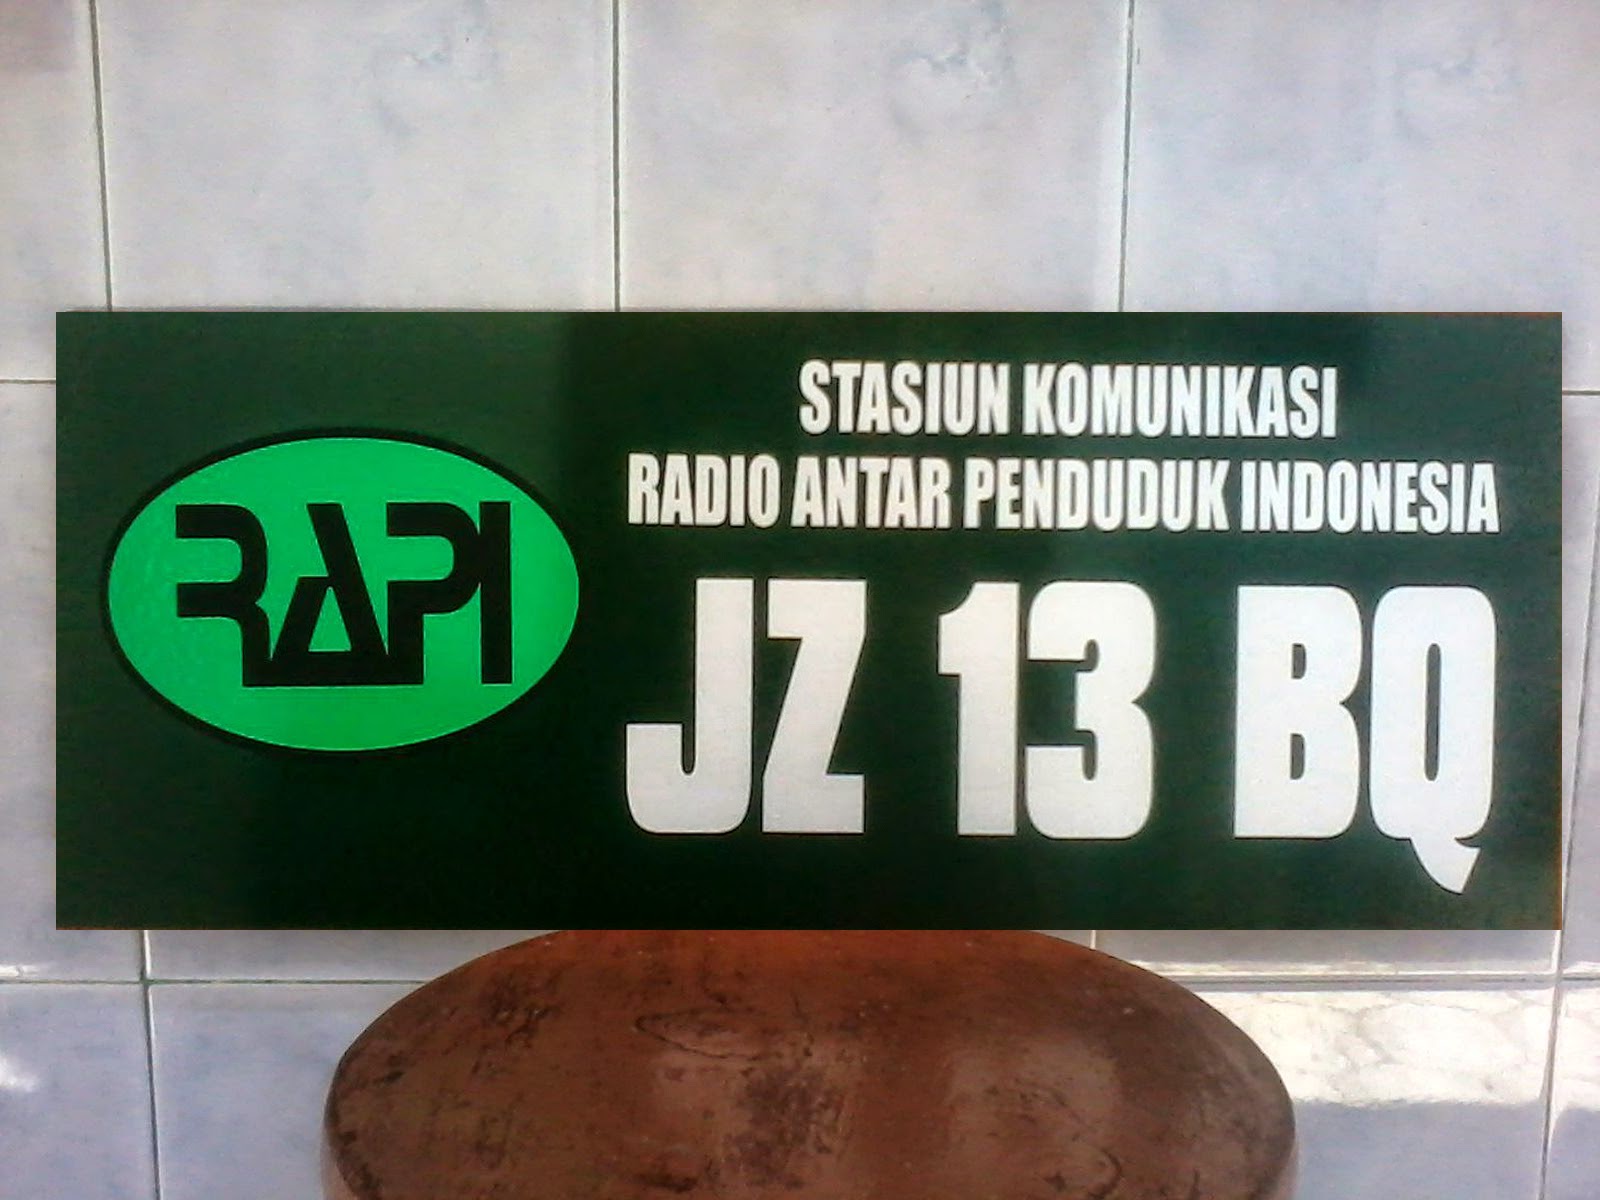 RAPI
STASIUN KOMUNIKASI
RADIO ANTAR PENDUDUK INDONESIA
JZ 13 BQ